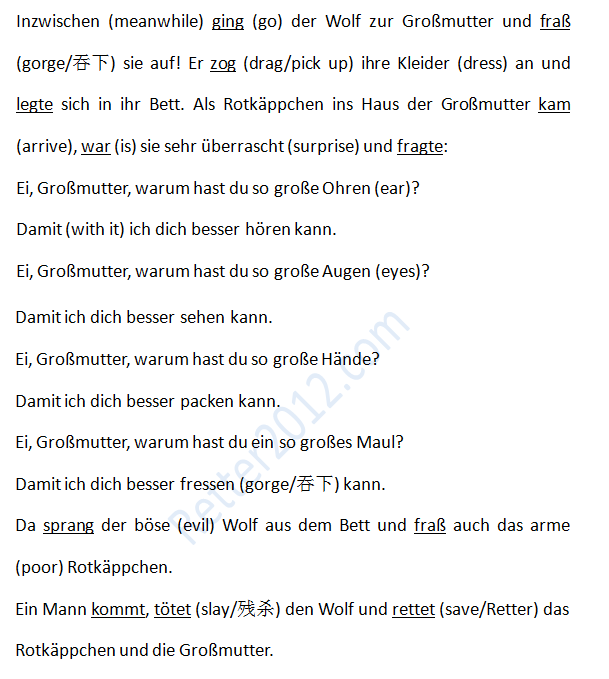 Inzwischen (meanwhile) ging (go) der Wolf zur Großmutter und fraß
(gorge/吞下) sie auf! Er zog (drag/pick up) ihre Kleider (dress) an und
legte sich in ihr Bett. Als Rotkäppchen ins Haus der Großmutter kam
(arrive), war (is) sie sehr überrascht (surprise) und fragte:
Ei, Großmutter, warum hast du so große Ohren (ear)?
Damit (with it) ich dich besser hören kann.
Ei, Großmutter, warum hast du so große Augen (eyes)?
Damit ich dich besser sehen kann.
Ei, Großmutter, warum hast du so große Hände?
Damit ich dich besser packen kann.
Ei, Großmutter, warum hast du ein so großes Maul?
Damit ich dich besser fressen (gorge/吞下) kann.
Da sprang der böse (evil) Wolf aus dem Bett und fraß auch das arme
(poor) Rotkäppchen.
Ein Mann kommt, tötet (slay/残杀) den Wolf und rettet (save/Retter) das
Rotkäppchen und die Großmutter.
Retter2012.com